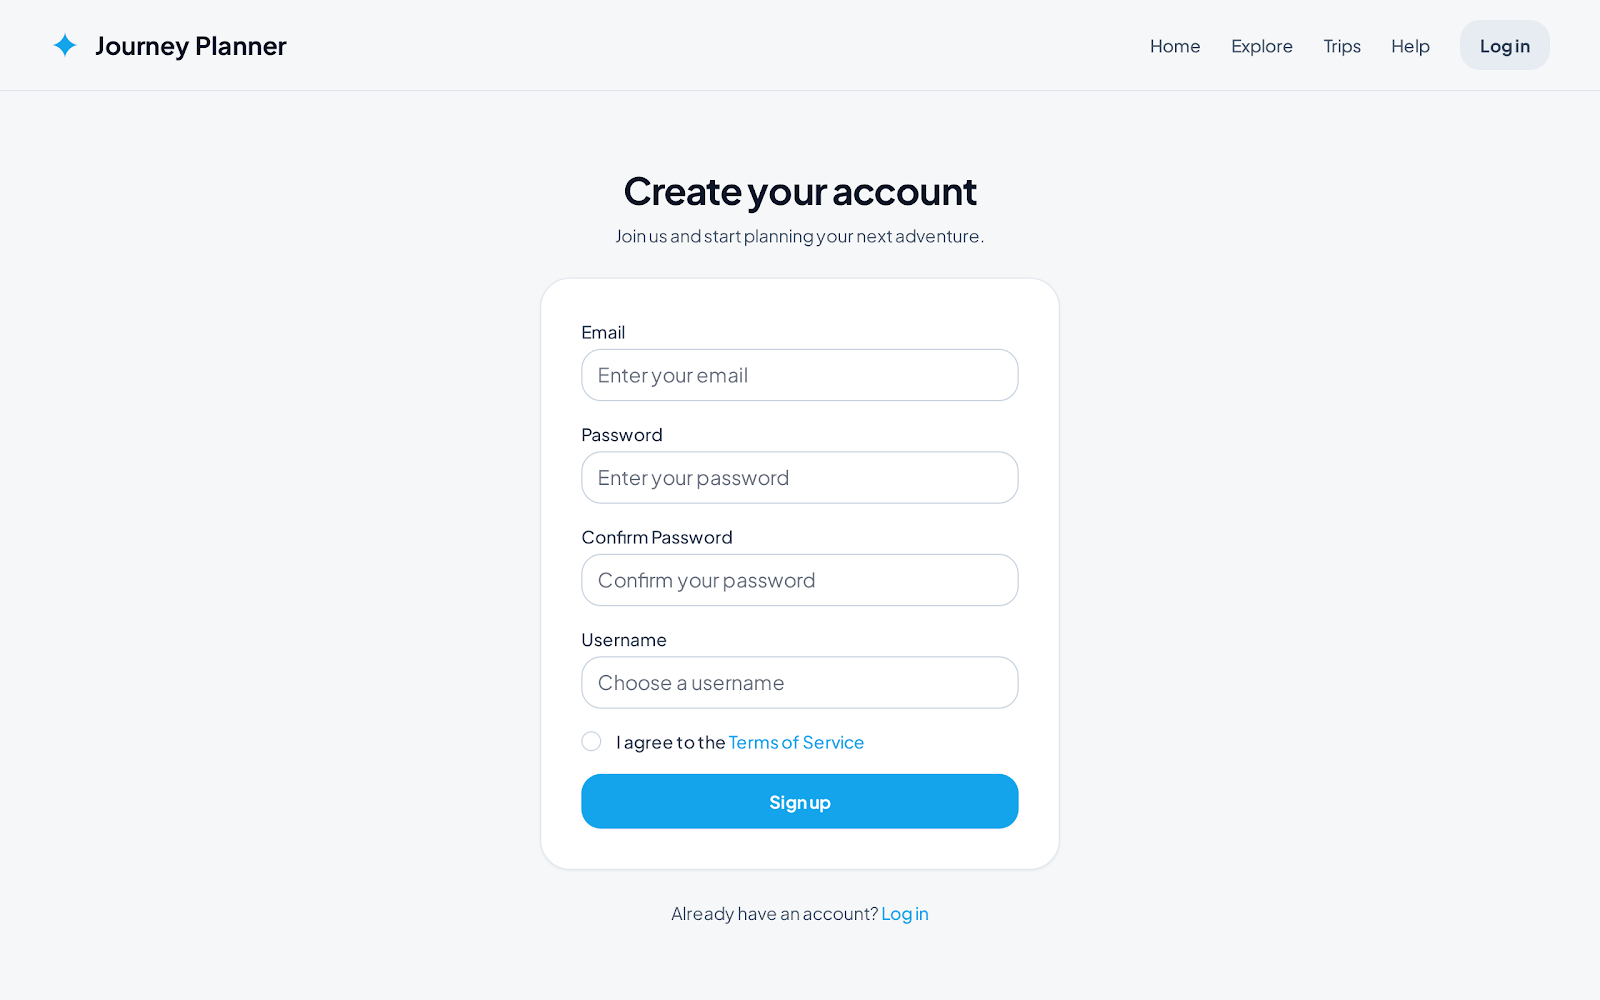 Journey Planner
Home Explore Trips Help Log in
Create your account
Join us and start planning your next adventure.
Email
Enter your email
Password
Enter your password
Confirm Password
Confirm your password
Username
Choose a username
I agree to the Terms of Service
Sign up
Already have an account? Log in